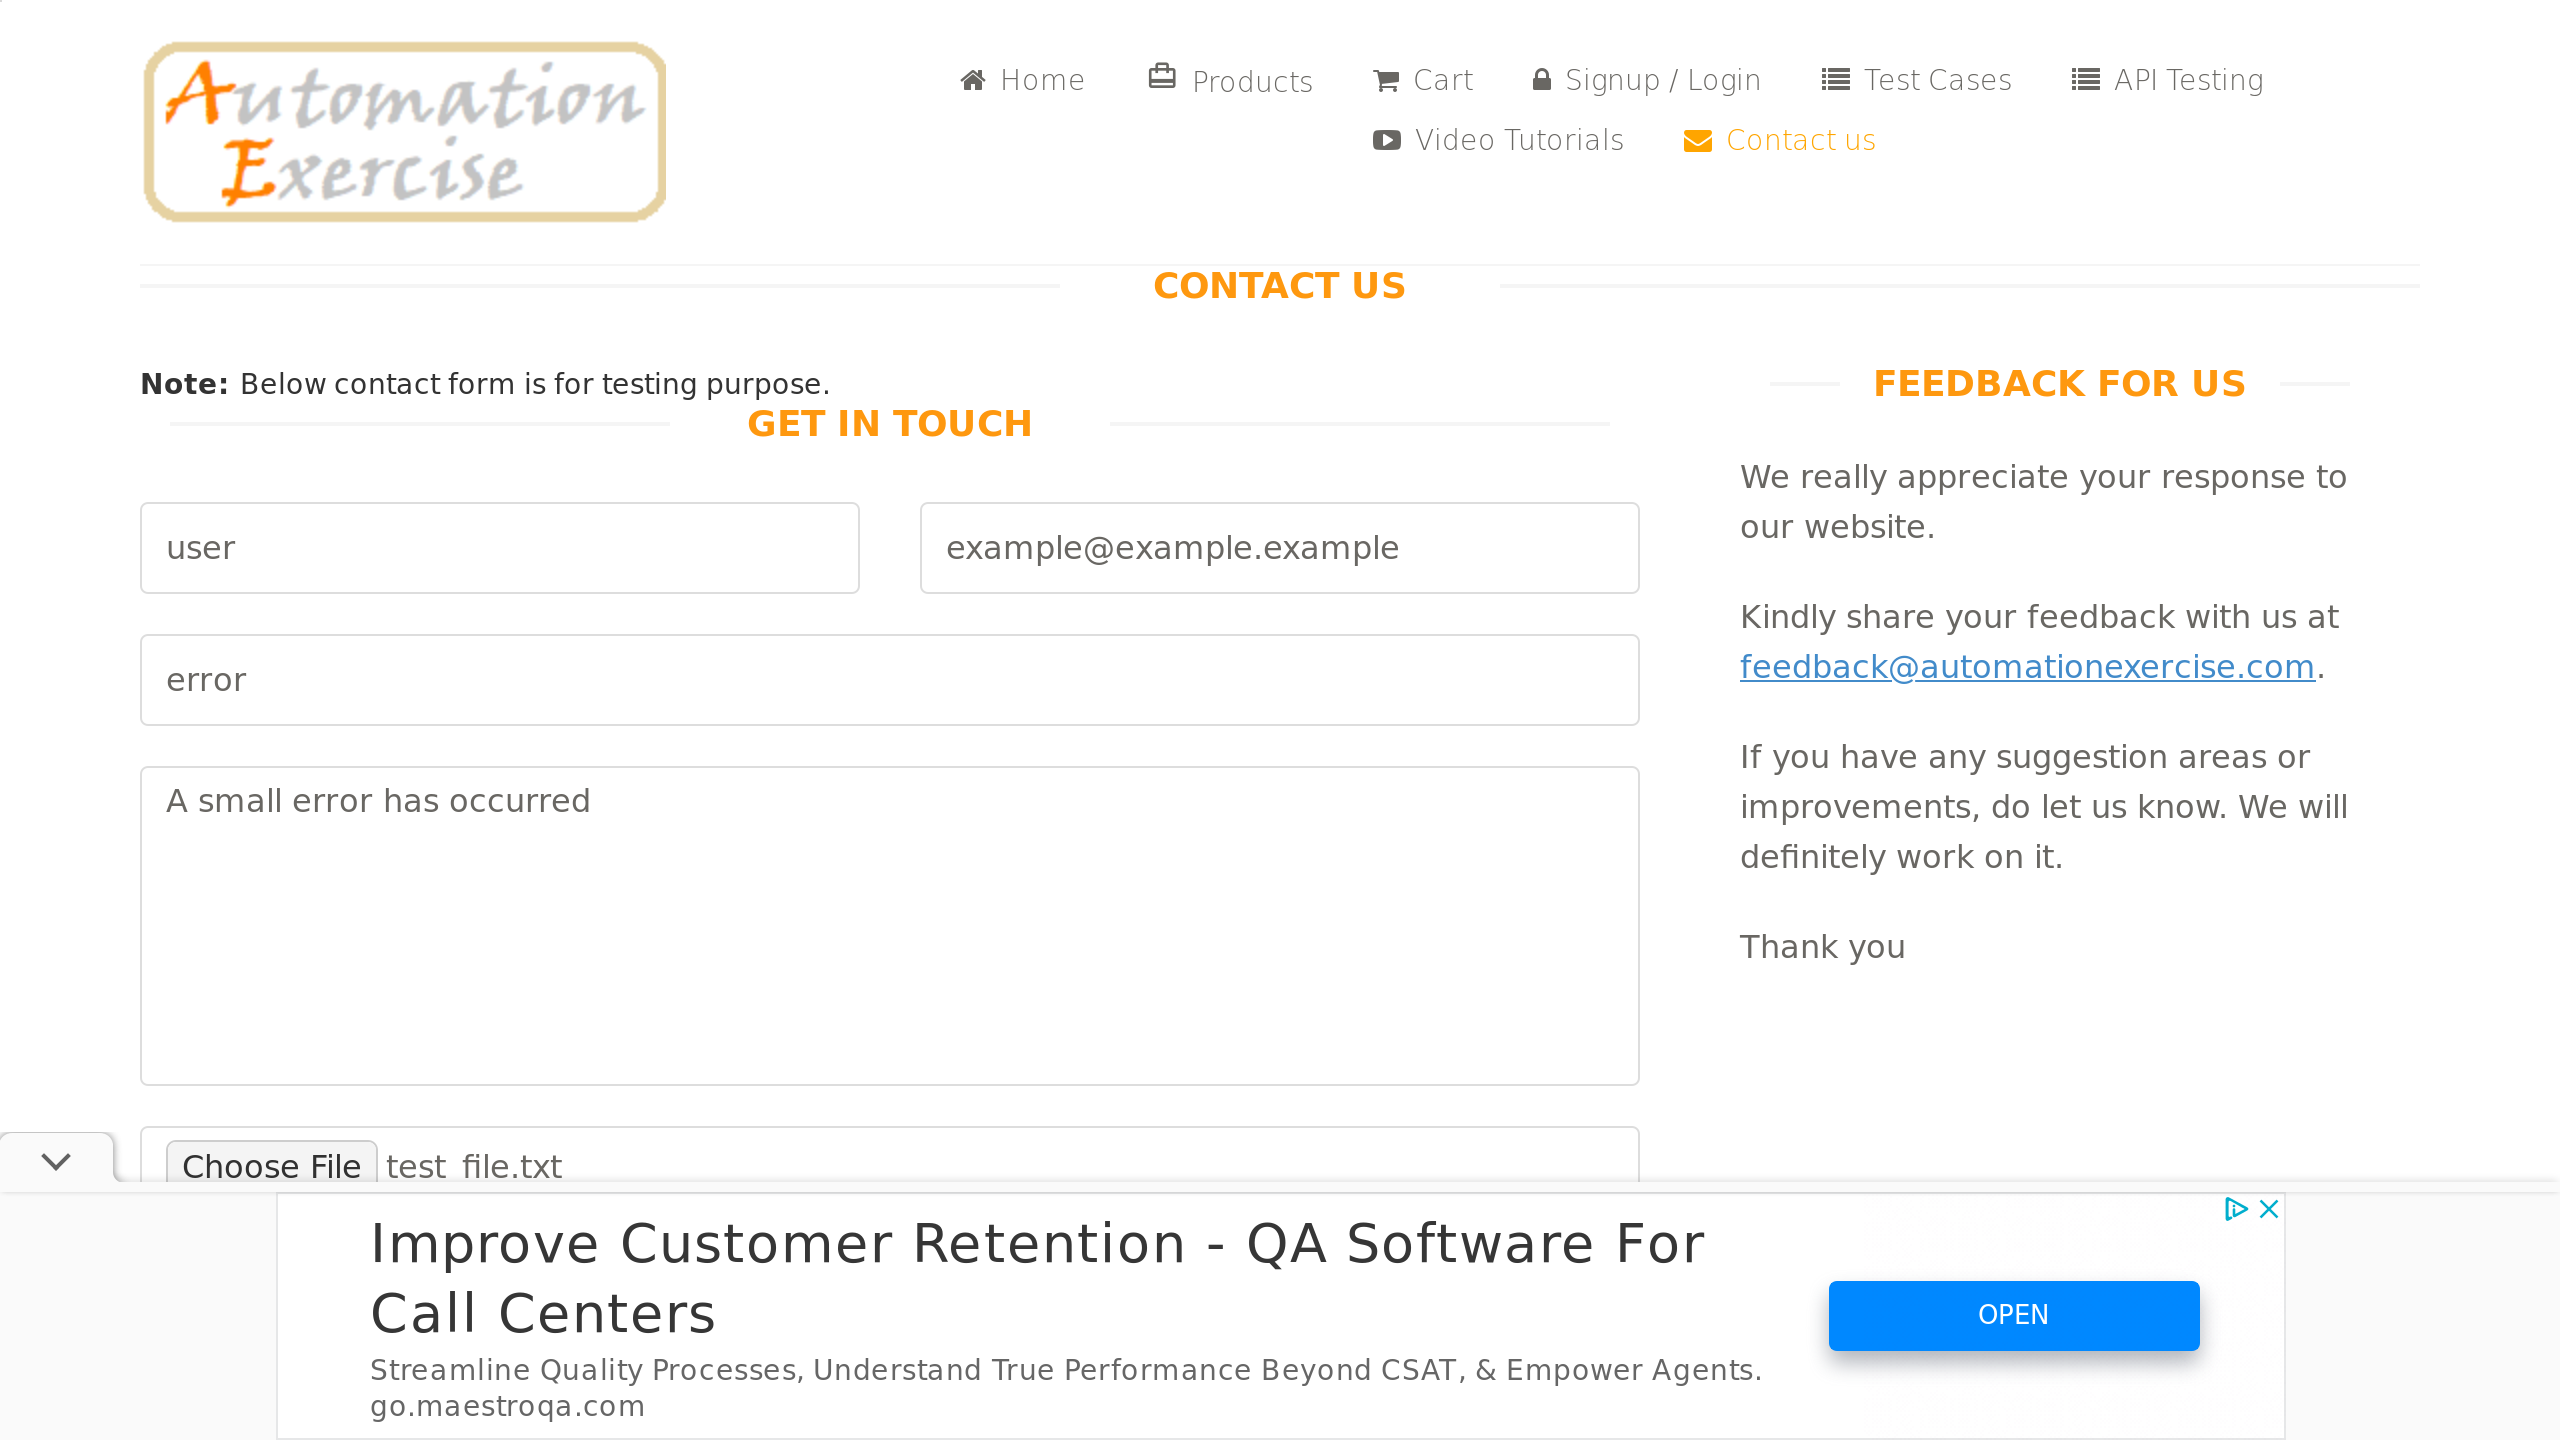 Automation
Exercise
Home
Products
Cart
Signup / Login
Test Cases
API Testing
Video Tutorials
Contact us
CONTACT US
Note: Below contact form is for testing purpose.
GET IN TOUCH
user
example@example.example
error
A small error has occurred
Choose File test_file.txt
FEEDBACK FOR US
We really appreciate your response to
our website.
Kindly share your feedback with us at
feedback@automationexercise.com.
If you have any suggestion areas or
improvements, do let us know. We will
definitely work on it.
Thank you
Improve Customer Retention - QA Software For
Call Centers
Streamline Quality Processes, Understand True Performance Beyond CSAT, & Empower Agents.
go.maestroqa.com
OPEN